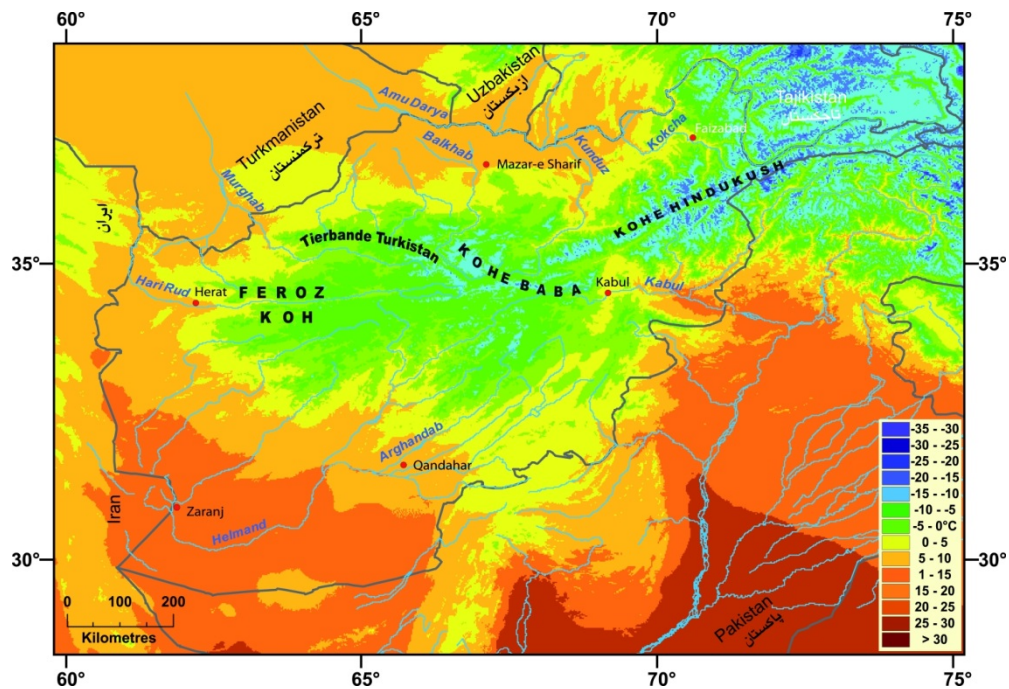 60°
65°
70°
75°
Uzbekistan
ازبکستان
Amu Darya
Tajikistan
تاجکستان
Turkmanistan
ترکمنستان
Balkhab
Kokcha
Faizabad
Mazar-e Sharif
Kunduz
Murghab
KOHE HINDUKUSH
ایران
Tierbande Turkistan
KOHE BABA
35°
35°
Hari Rud
Herat
FEROZ
KOH
Kabul
Kabul
Arghandab
Qandahar
Iran
Zaranj
Helmand
30°
30°
Pakistan
پاکستان
0 100 200
Kilometres
-35 - -30
-30 - -25
-25 - -20
-20 - -15
-15 - -10
-10 - -5
-5 - 0°C
0 - 5
5 - 10
1 - 15
15 - 20
20 - 25
25 - 30
> 30
60°
65°
70°
75°